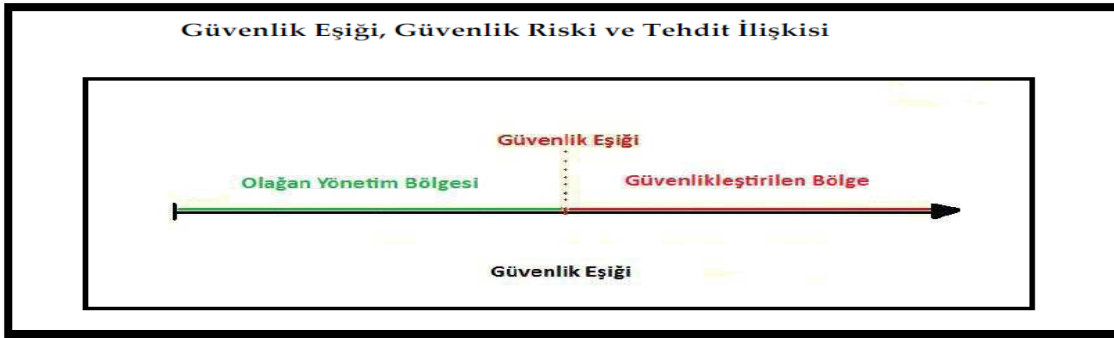 Güvenlik Eşiği, Güvenlik Riski ve Tehdit İlişkisi
Güvenlik Eşiği
Olağan Yönetim Bölgesi
Güvenlikleştirilen Bölge
Güvenlik Eşiği